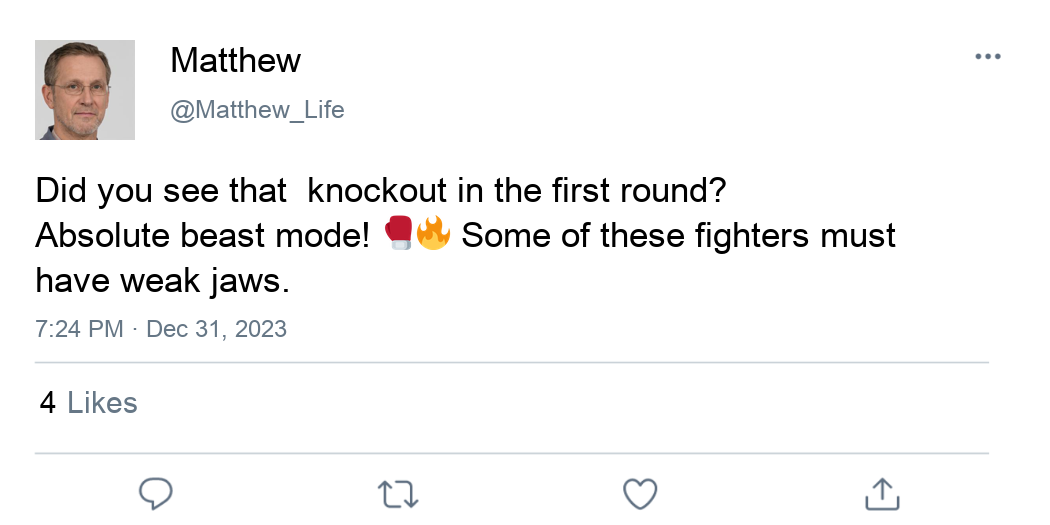 Matthew
@Matthew_Life
Did you see that  knockout in the first round?
Absolute beast mode! 🥊🔥 Some of these fighters must
have weak jaws.
7:24 PM · Dec 31, 2023
4 Likes